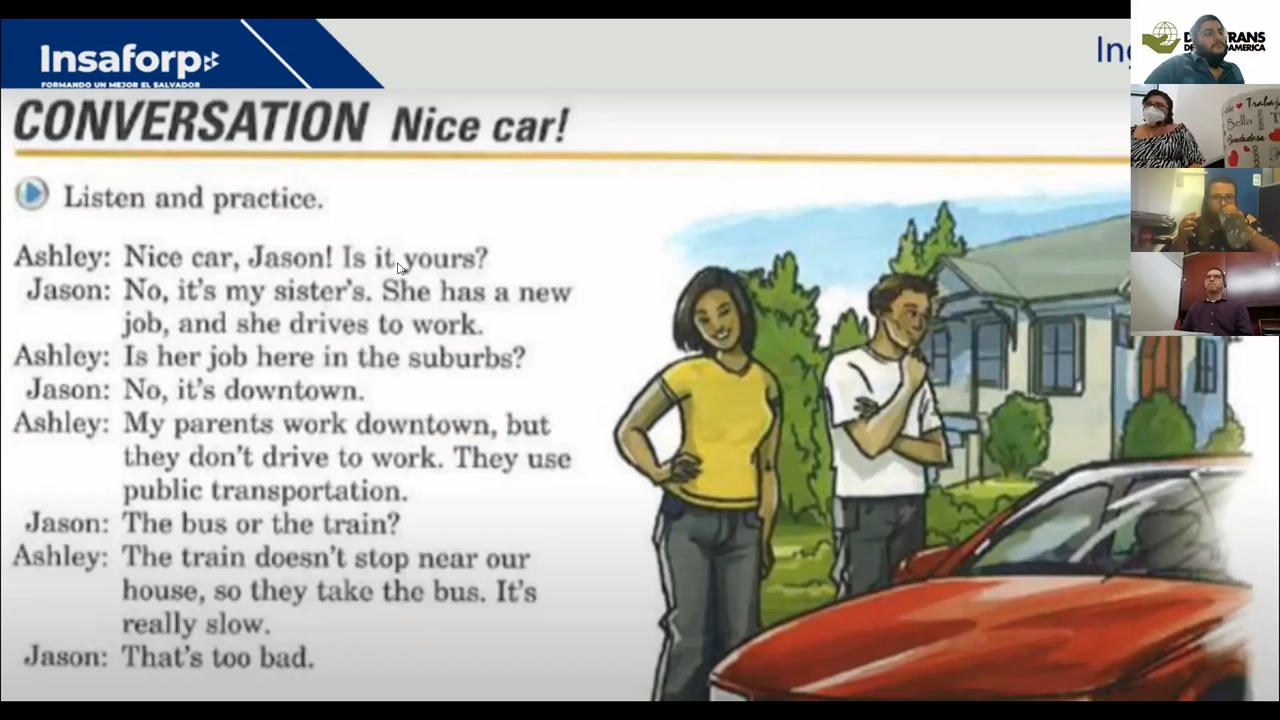 Insaforp
FORMANDO UN MEJOR EL SALVADOR
CONVERSATION Nice car!
Listen and practice.
Ashley: Nice car, Jason! Is it yours?
Jason: No, it's my sister's. She has a new
job, and she drives to work.
Ashley: Is her job here in the suburbs?
Jason: No, it's downtown.
Ashley: My parents work downtown, but
they don't drive to work. They use
public transportation.
Jason: The bus or the train?
Ashley: The train doesn't stop near our
house, so they take the bus. It's
really slow.
Jason: That's too bad.
TRANS
Bella